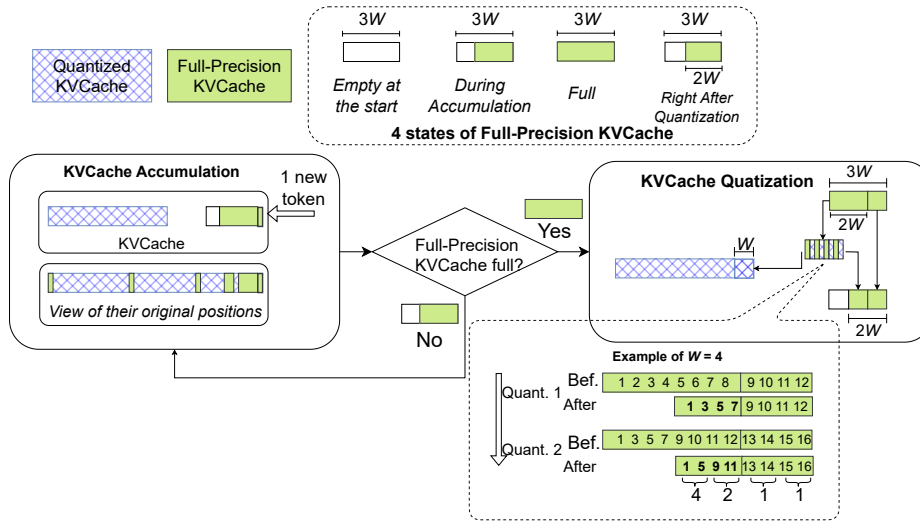 Quantized
KVCache
Full-Precision
KVCache
3W
3W
3W
3W
2W
Empty at
the start
During
Accumulation
Full
Right After
Quantization
4 states of Full-Precision KVCache
KVCache Accumulation
1 new
token
KVCache
View of their original positions
Full-Precision
KVCache full?
Yes
No
KVCache Quatization
3W
2W
W
2W
Example of W = 4
Quant. 1
Bef.
1 2 3 4 5 6 7 8 9 10 11 12
After
1 3 5 7 9 10 11 12
Quant. 2
Bef.
1 3 5 7 9 10 11 12 13 14 15 16
After
1 5 9 11 13 14 15 16
4 2 1 1